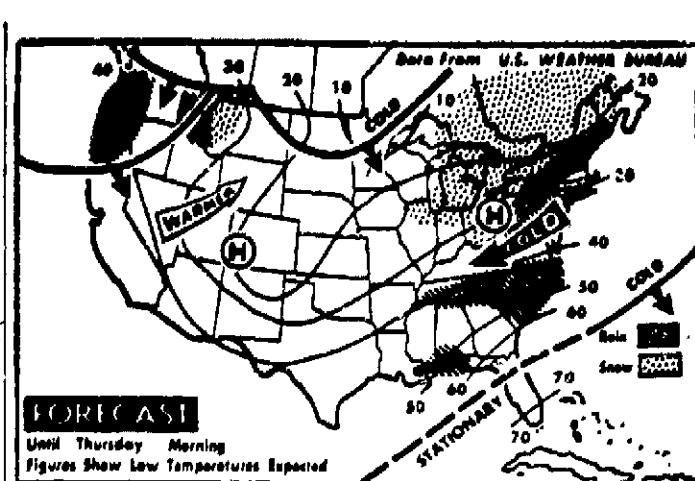 Data From U.S. WEATHER BUREAU
40
30
20
10
COLD
10
20
20
WARMER
H
H
COLD
40
50
60
COLD
Rain
Snow
50
60
70
70
STATIONARY
FORECAST
Until Thursday Morning
Figures Show Low Temperatures Expected